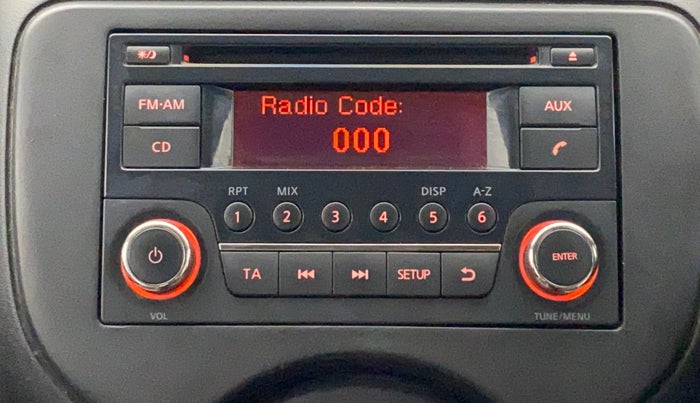 FM·AM
CD
Radio Code:
000
AUX
RPT MIX DISP A-Z
1 2 3 4 5 6
TA SETUP
ENTER
VOL
TUNE/MENU